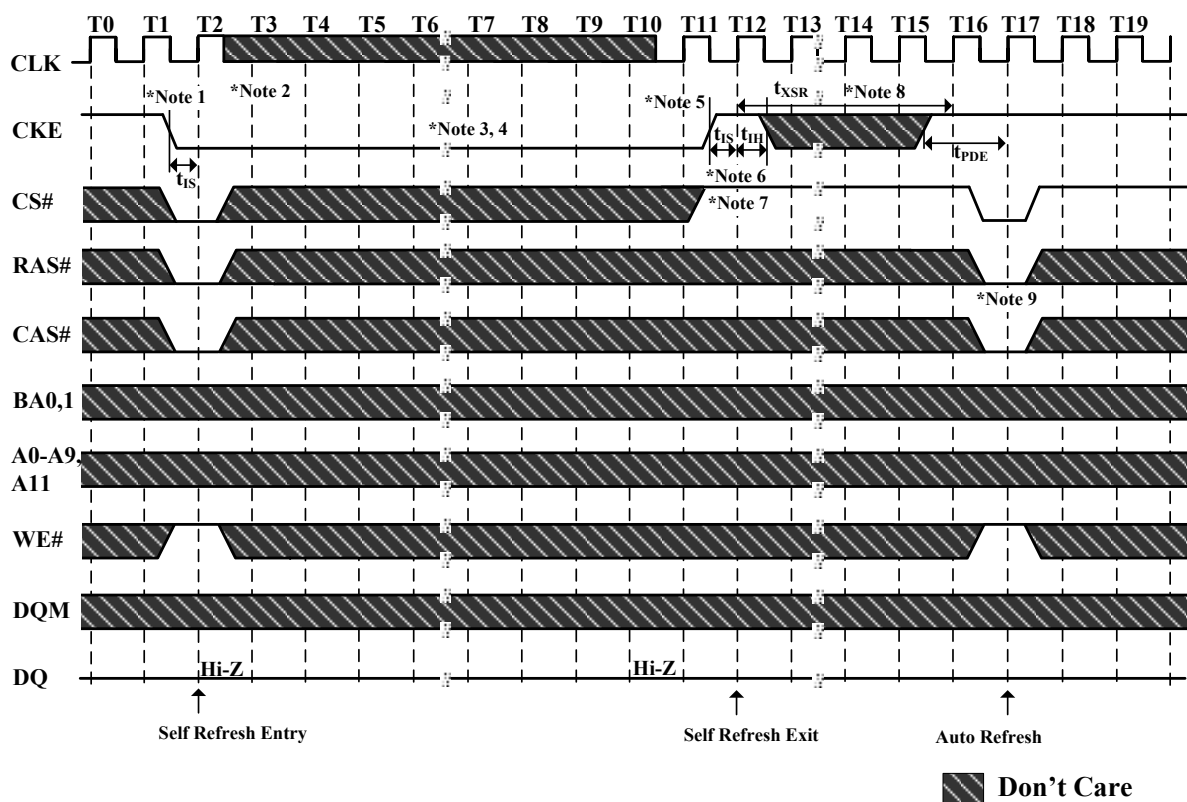 T0 T1 T2 T3 T4 T5 T6 T7 T8 T9 T10 T11 T12 T13 T14 T15 T16 T17 T18 T19
CLK
*Note 1 *Note 2 *Note 5 tXSR *Note 8
CKE
*Note 3, 4
tIS tIS tIH tPDE
*Note 6
CS#
*Note 7
RAS#
*Note 9
CAS#
BA0,1
A0-A9,
A11
WE#
DQM
Hi-Z Hi-Z
DQ
Self Refresh Entry Self Refresh Exit Auto Refresh
Don't Care